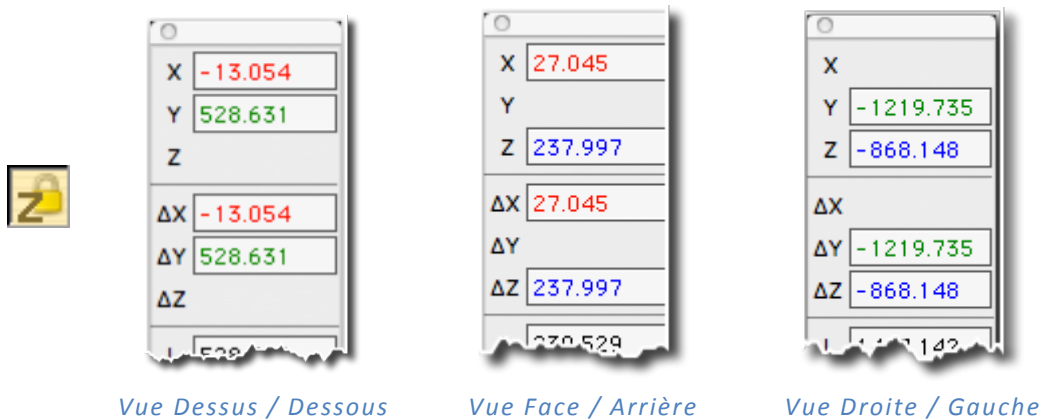 Z
X -13.054
Y 528.631
Z
ΔX -13.054
ΔY 528.631
ΔZ
X 27.045
Y
Z 237.997
ΔX 27.045
ΔY
ΔZ 237.997
X
Y -1219.735
Z -868.148
ΔX
ΔY -1219.735
ΔZ -868.148
Vue Dessus / Dessous
Vue Face / Arrière
Vue Droite / Gauche